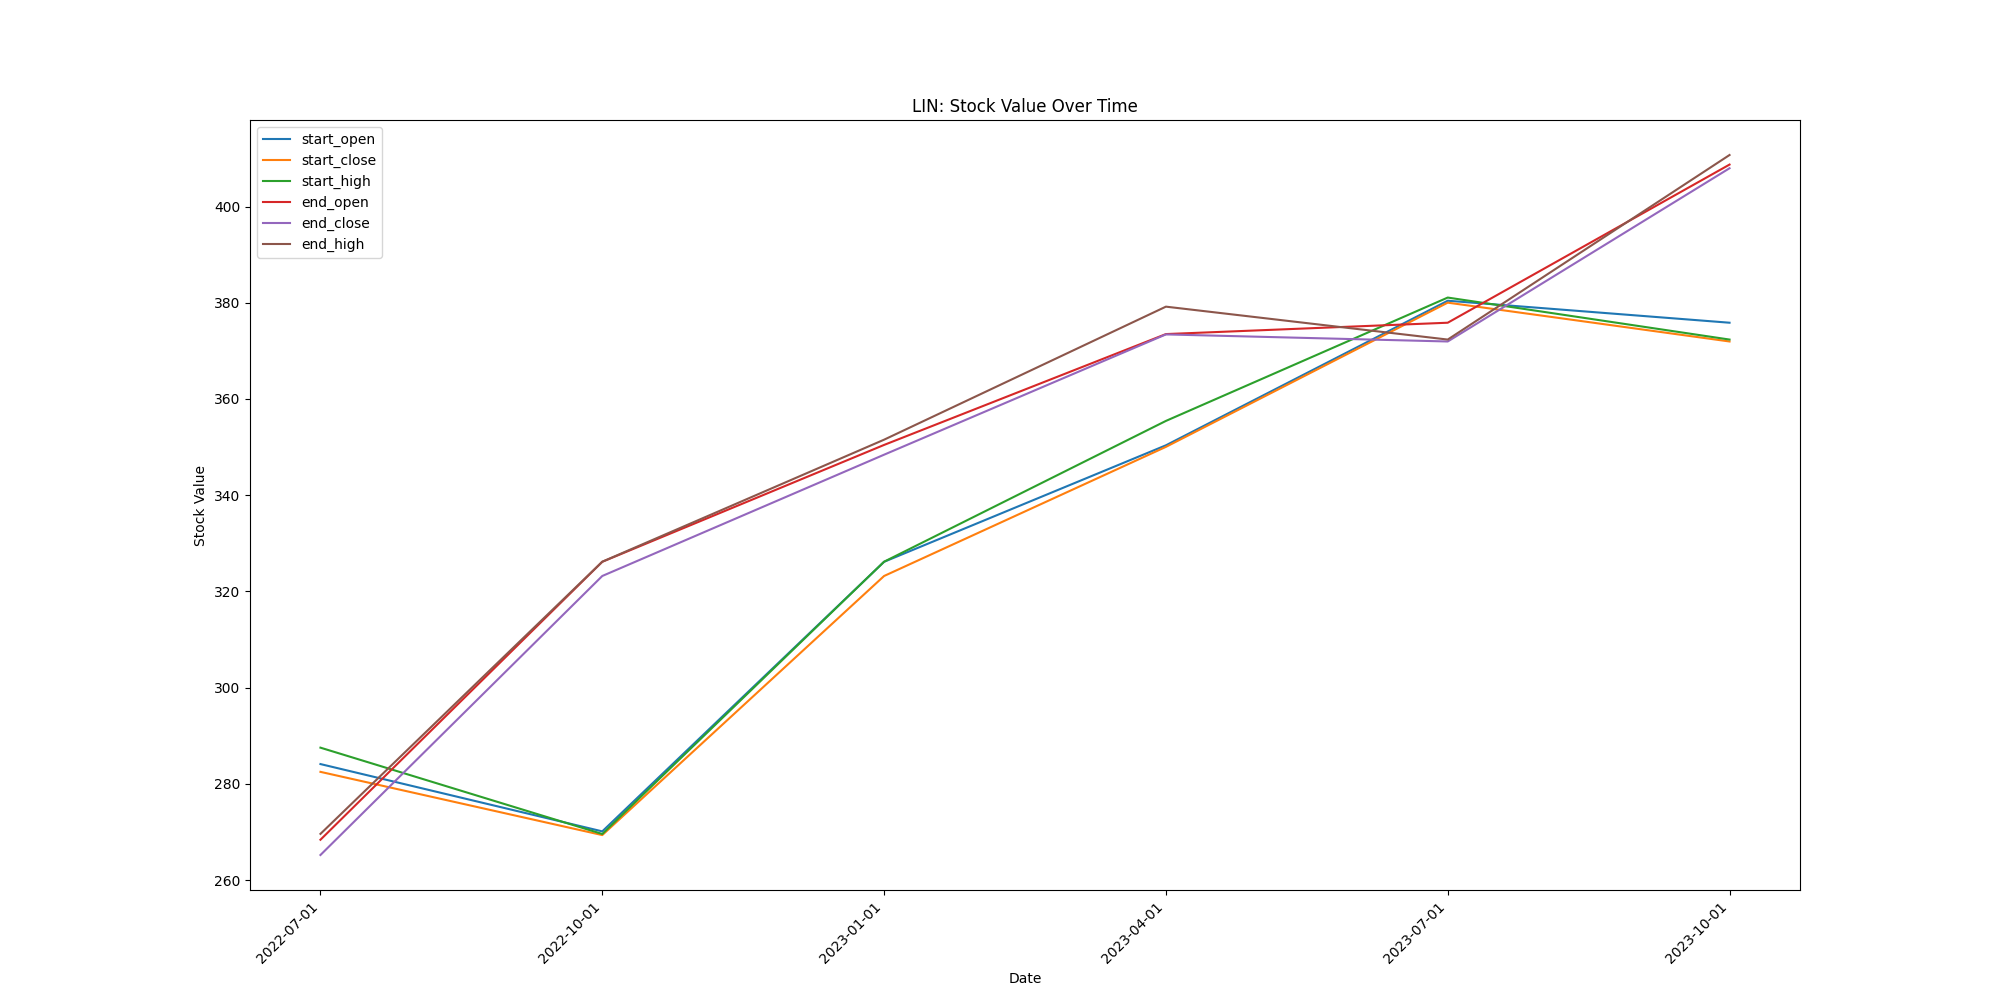 LIN: Stock Value Over Time
start_open
start_close
start_high
end_open
end_close
end_high
Stock Value
400
380
360
340
320
300
280
260
2022-07-01
2022-10-01
2023-01-01
2023-04-01
2023-07-01
2023-10-01
Date